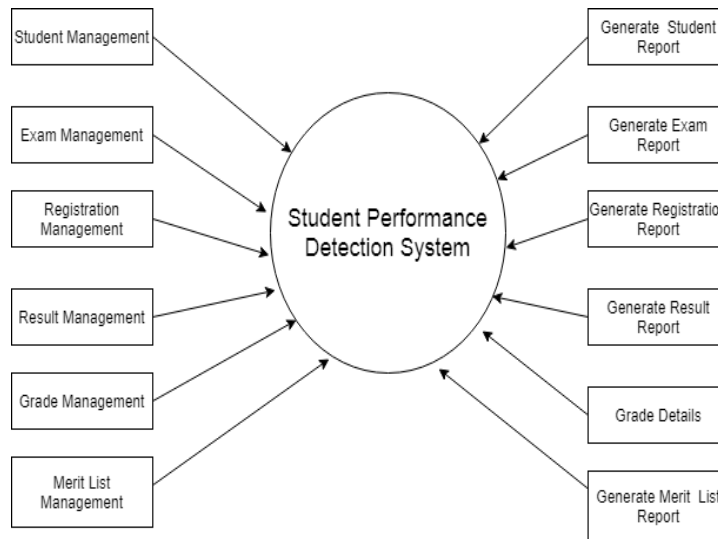 Student Management
Exam Management
Registration
Management
Result Management
Grade Management
Merit List
Management
Student Performance
Detection System
Generate Student
Report
Generate Exam
Report
Generate Registratio
Report
Generate Result
Report
Grade Details
Generate Merit List
Report